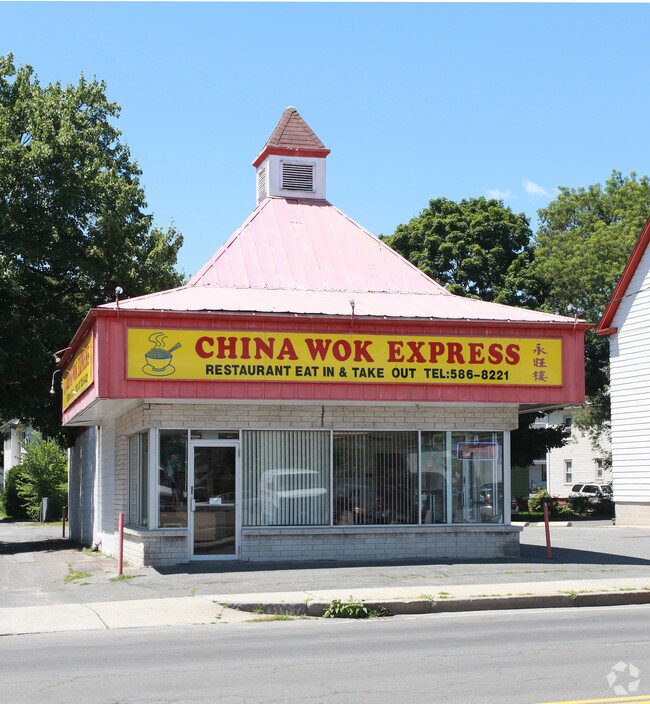 CHINA WOK EXPRESS
RESTAURANT EAT IN & TAKE OUT TEL:586-8221
永旺樓